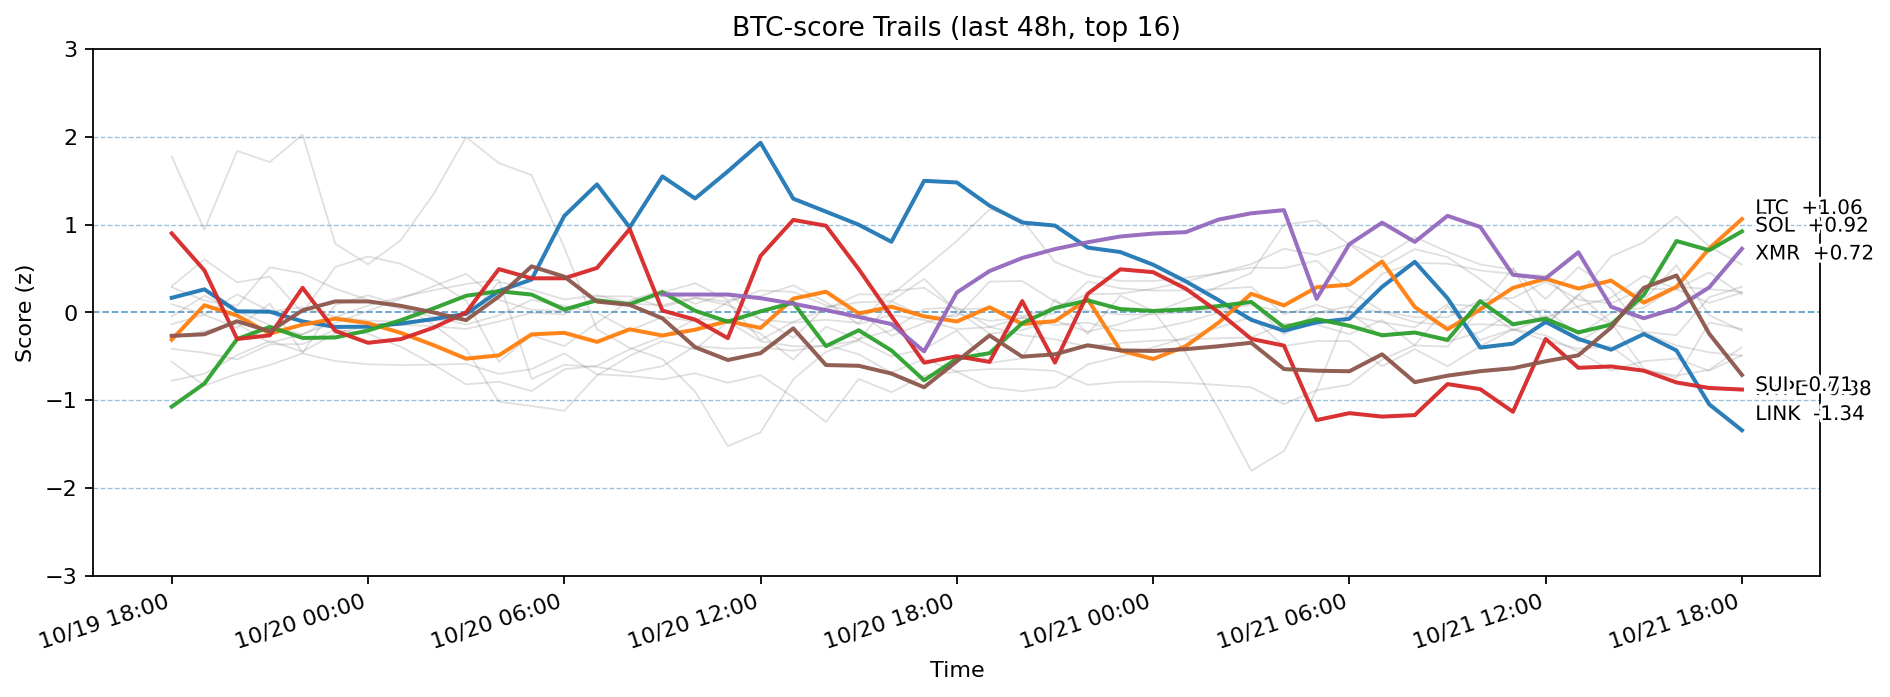 BTC-score Trails (last 48h, top 16)
3
2
1
0
−1
−2
−3
Score (z)
LTC +1.06
SOL +0.92
XMR +0.72
SUI -0.71
LINK -1.34
10/19 18:00
10/20 00:00
10/20 06:00
10/20 12:00
10/20 18:00
10/21 00:00
10/21 06:00
10/21 12:00
10/21 18:00
Time